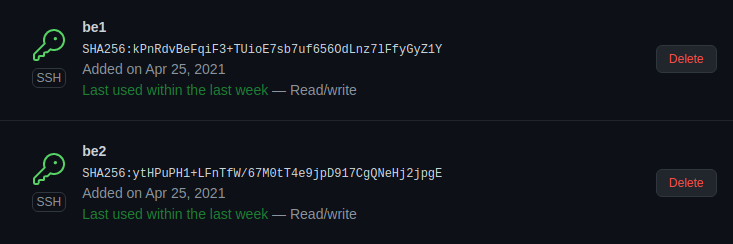 be1
SHA256:kPnRdvBeFqiF3+TUioE7sb7uf656OdLnz7lFfyGyZ1Y
SSH
Added on Apr 25, 2021
Delete
Last used within the last week — Read/write
be2
SHA256:ytHPuPH1+LFnTfW/67M0tT4e9jpD917CgQNeHj2jpgE
SSH
Added on Apr 25, 2021
Delete
Last used within the last week — Read/write